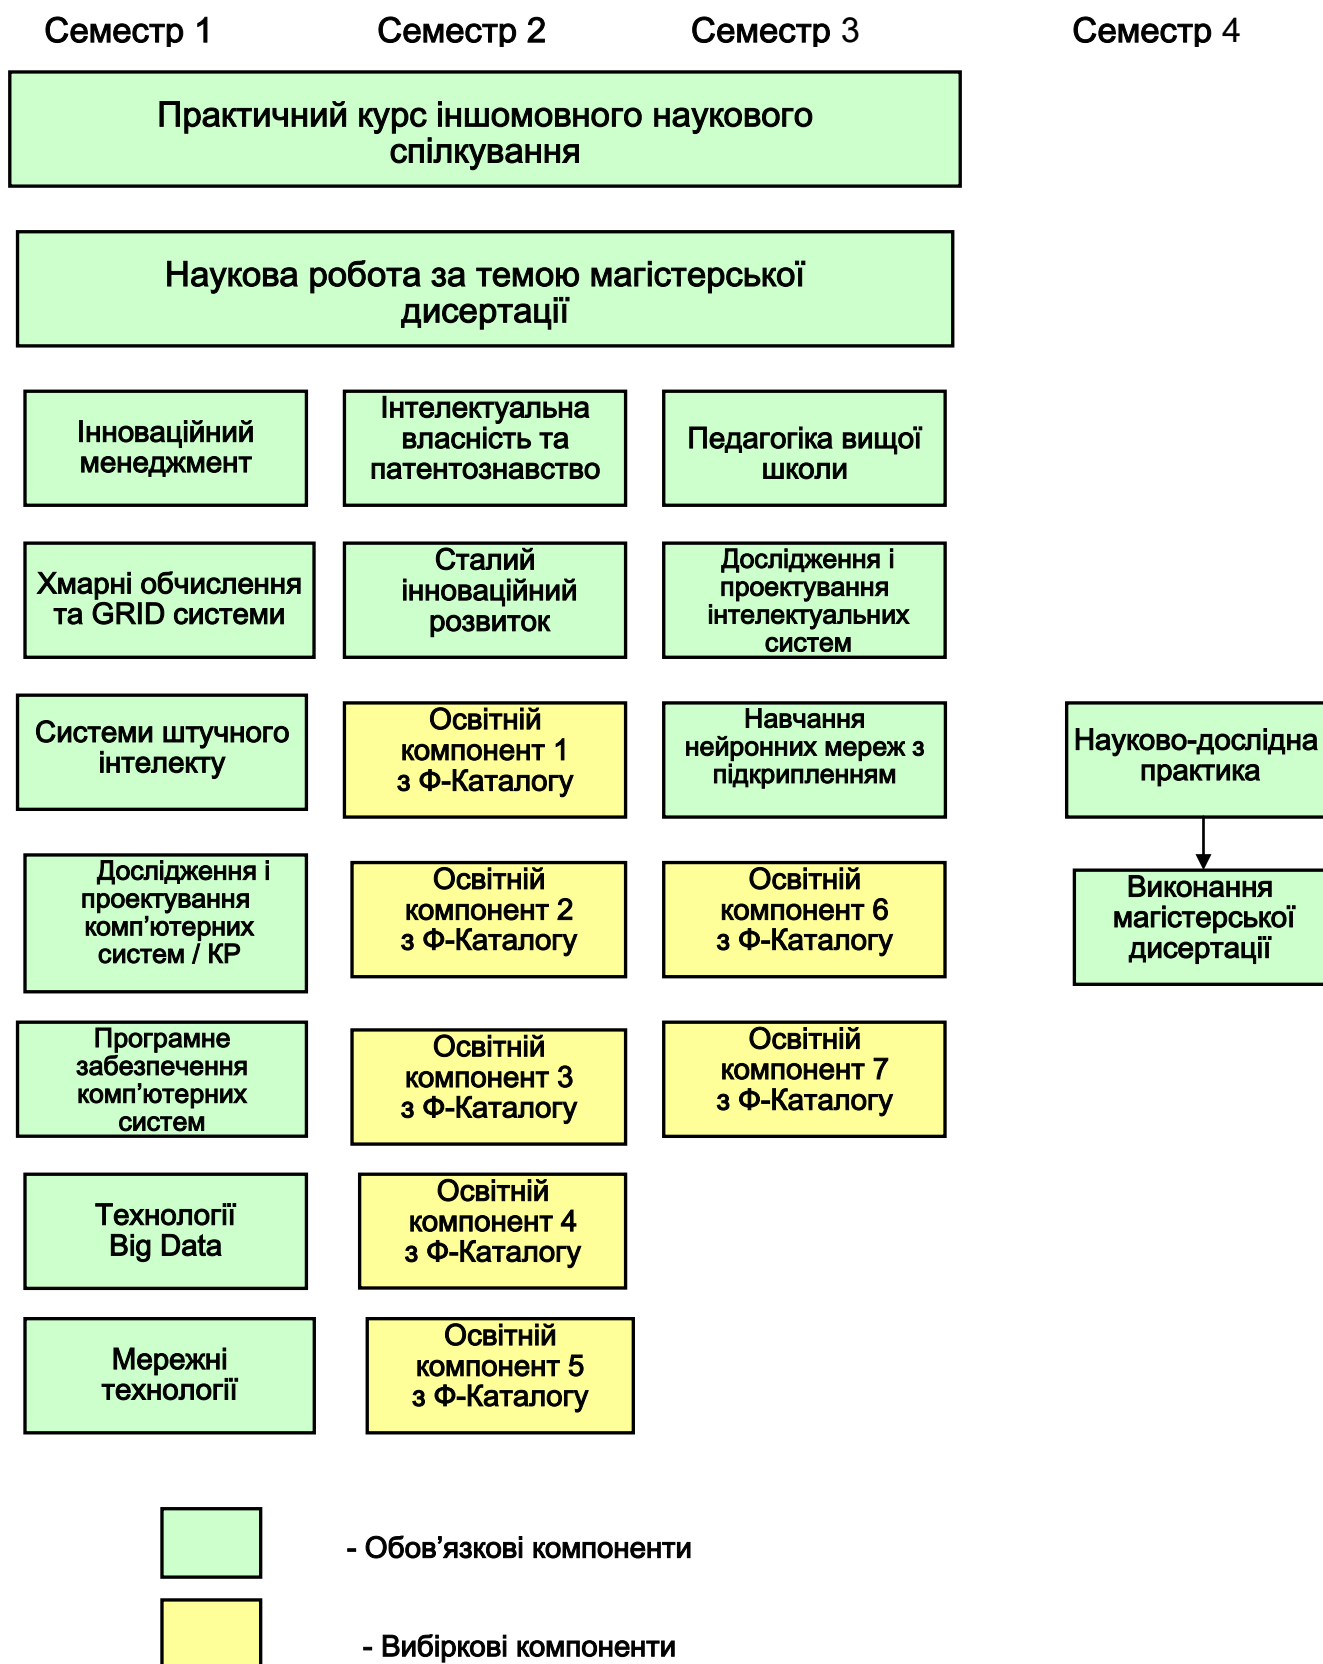 Семестр 1
Семестр 2
Семестр 3
Семестр 4
Практичний курс іншомовного наукового
спілкування
Наукова робота за темою магістерської
дисертації
Інноваційний
менеджмент
Інтелектуальна
власність та
патентознавство
Педагогіка вищої
школи
Хмарні обчислення
та GRID системи
Сталий
інноваційний
розвиток
Дослідження і
проектування
інтелектуальних
систем
Системи штучного
інтелекту
Освітній
компонент 1
з Ф-Каталогу
Навчання
нейронних мереж з
підкрипленням
Науково-дослідна
практика
Дослідження і
проектування
комп’ютерних
систем / КР
Освітній
компонент 2
з Ф-Каталогу
Освітній
компонент 6
з Ф-Каталогу
Виконання
магістерської
дисертації
Програмне
забезпечення
комп’ютерних
систем
Освітній
компонент 3
з Ф-Каталогу
Освітній
компонент 7
з Ф-Каталогу
Технології
Big Data
Освітній
компонент 4
з Ф-Каталогу
Мережні
технології
Освітній
компонент 5
з Ф-Каталогу
- Обов’язкові компоненти
- Вибіркові компоненти